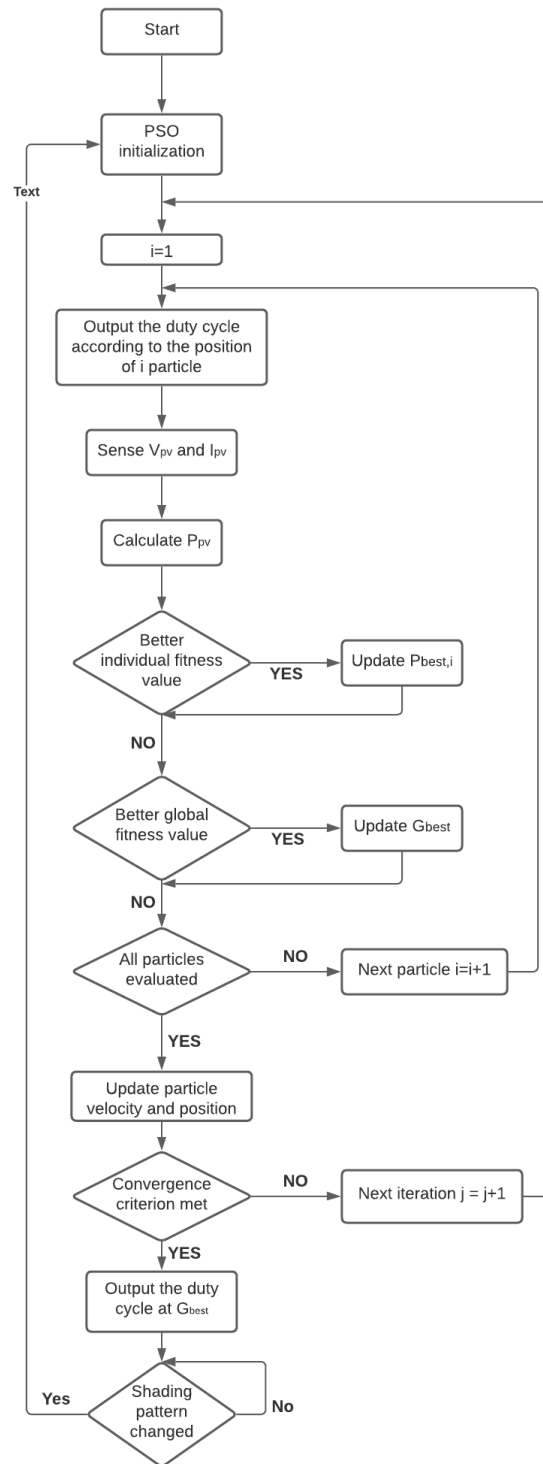 Start
PSO
initialization
Text
i=1
Output the duty cycle
according to the position
of i particle
Sense Vpv and Ipv
Calculate Ppv
Better
individual fitness
value
YES
Update Pbest,i
NO
Better global
fitness value
YES
Update Gbest
NO
All particles
evaluated
NO
Next particle i=i+1
YES
Update particle
velocity and position
Convergence
criterion met
NO
Next iteration j = j+1
YES
Output the duty
cycle at Gbest
Shading
pattern
changed
Yes
No